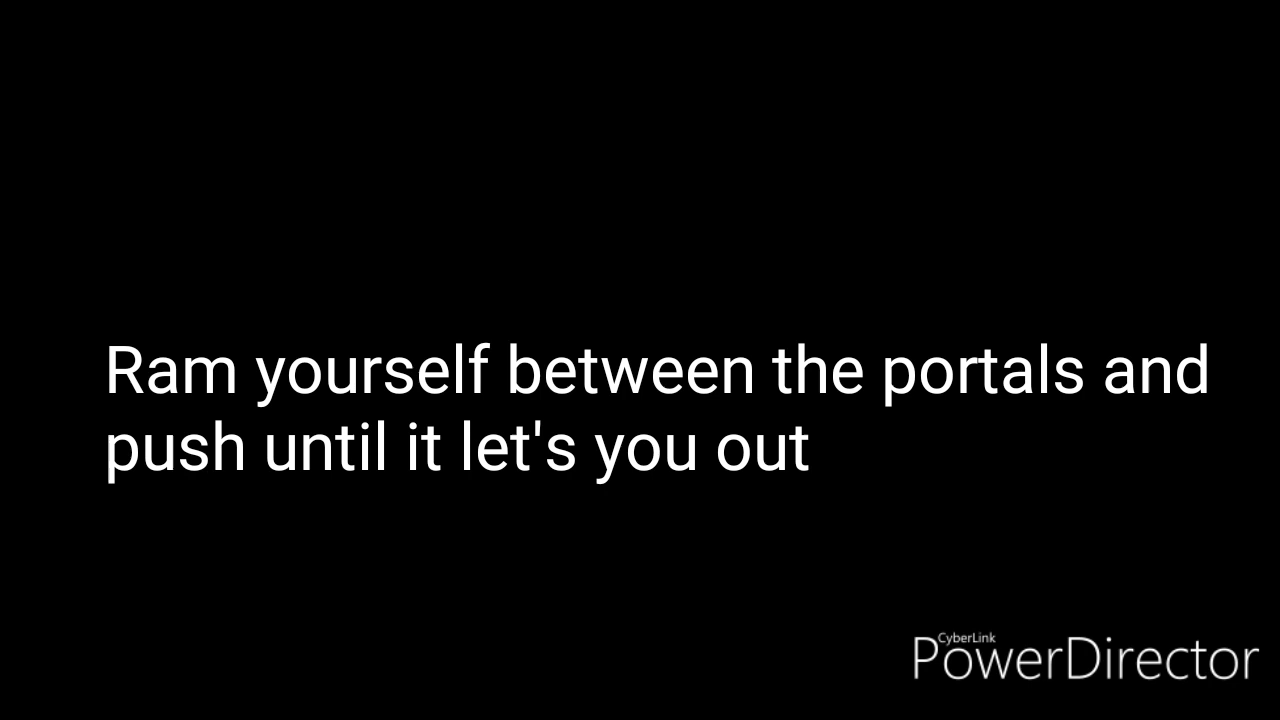 Ram yourself between the portals and
push until it let's you out
CyberLink
PowerDirector